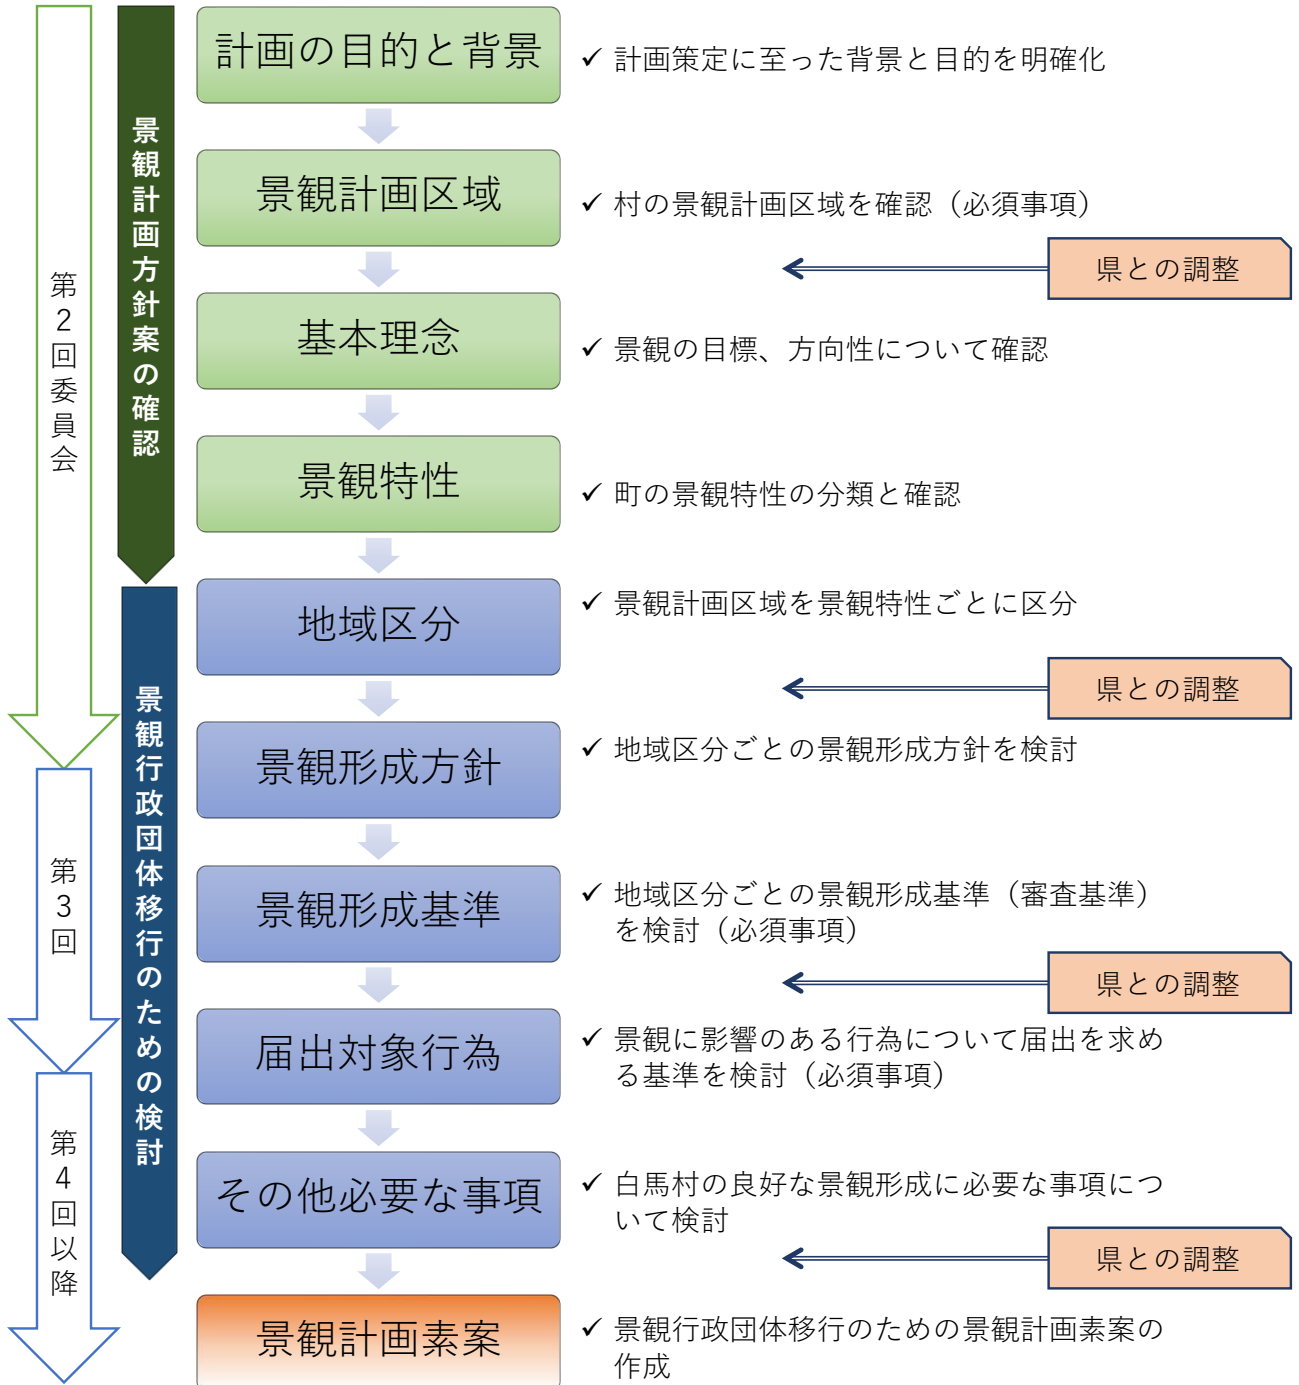 第2回委員会
第3回
第4回以降
景観計画方針案の確認
景観行政団体移行のための検討
計画の目的と背景
✓ 計画策定に至った背景と目的を明確化
景観計画区域
✓ 村の景観計画区域を確認（必須事項）
県との調整
基本理念
✓ 景観の目標、方向性について確認
景観特性
✓ 町の景観特性の分類と確認
地域区分
✓ 景観計画区域を景観特性ごとに区分
県との調整
景観形成方針
✓ 地域区分ごとの景観形成方針を検討
景観形成基準
✓ 地域区分ごとの景観形成基準（審査基準）
を検討（必須事項）
県との調整
届出対象行為
✓ 景観に影響のある行為について届出を求め
る基準を検討（必須事項）
その他必要な事項
✓ 白馬村の良好な景観形成に必要な事項につ
いて検討
県との調整
景観計画素案
✓ 景観行政団体移行のための景観計画素案の
作成